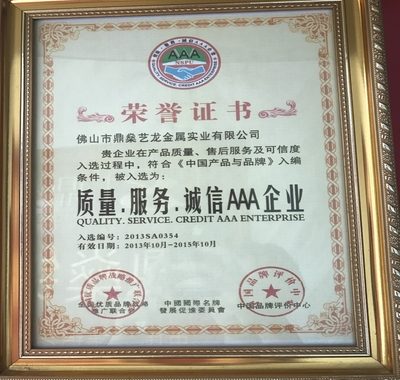 AAA
NSPU
荣誉证书
佛山市鼎燊艺龙金属实业有限公司
贵企业在产品质量、售后服务及可信度
入选过程中，符合《中国产品与品牌》入编
条件，被入选为：
质量.服务.诚信AAA企业
QUALITY. SERVICE. CREDIT AAA ENTERPRISE
入选编号：2013SA0354
有效日期：2013年10月-2015年10月
全国优质品牌战略
推广联合会
中國國際名牌
發展促進委員會
中国品牌评价中心